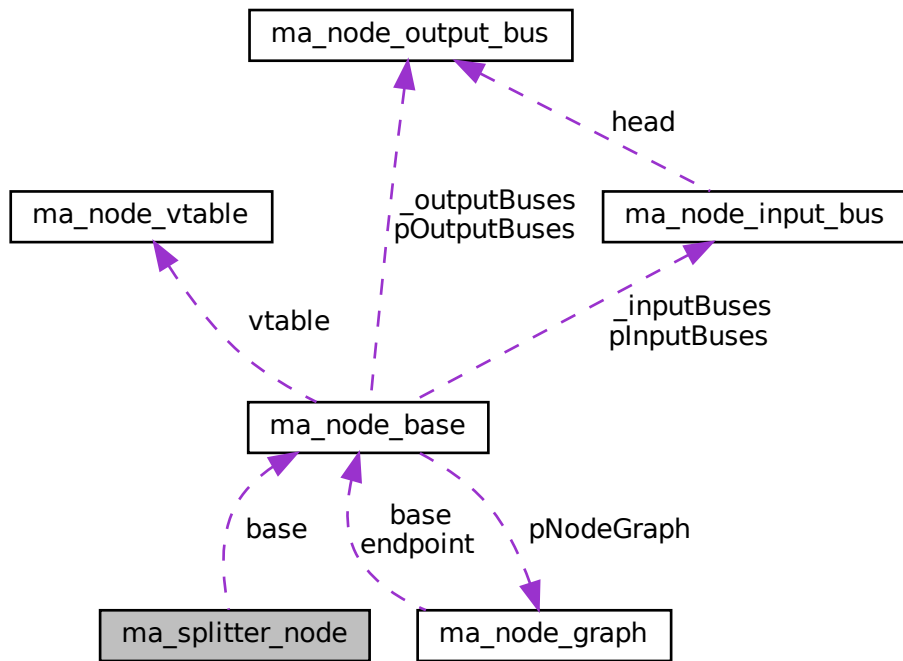 ma_node_output_bus
head
_outputBuses
pOutputBuses
ma_node_vtable
ma_node_input_bus
vtable
_inputBuses
pInputBuses
ma_node_base
base
base
endpoint
pNodeGraph
ma_splitter_node
ma_node_graph